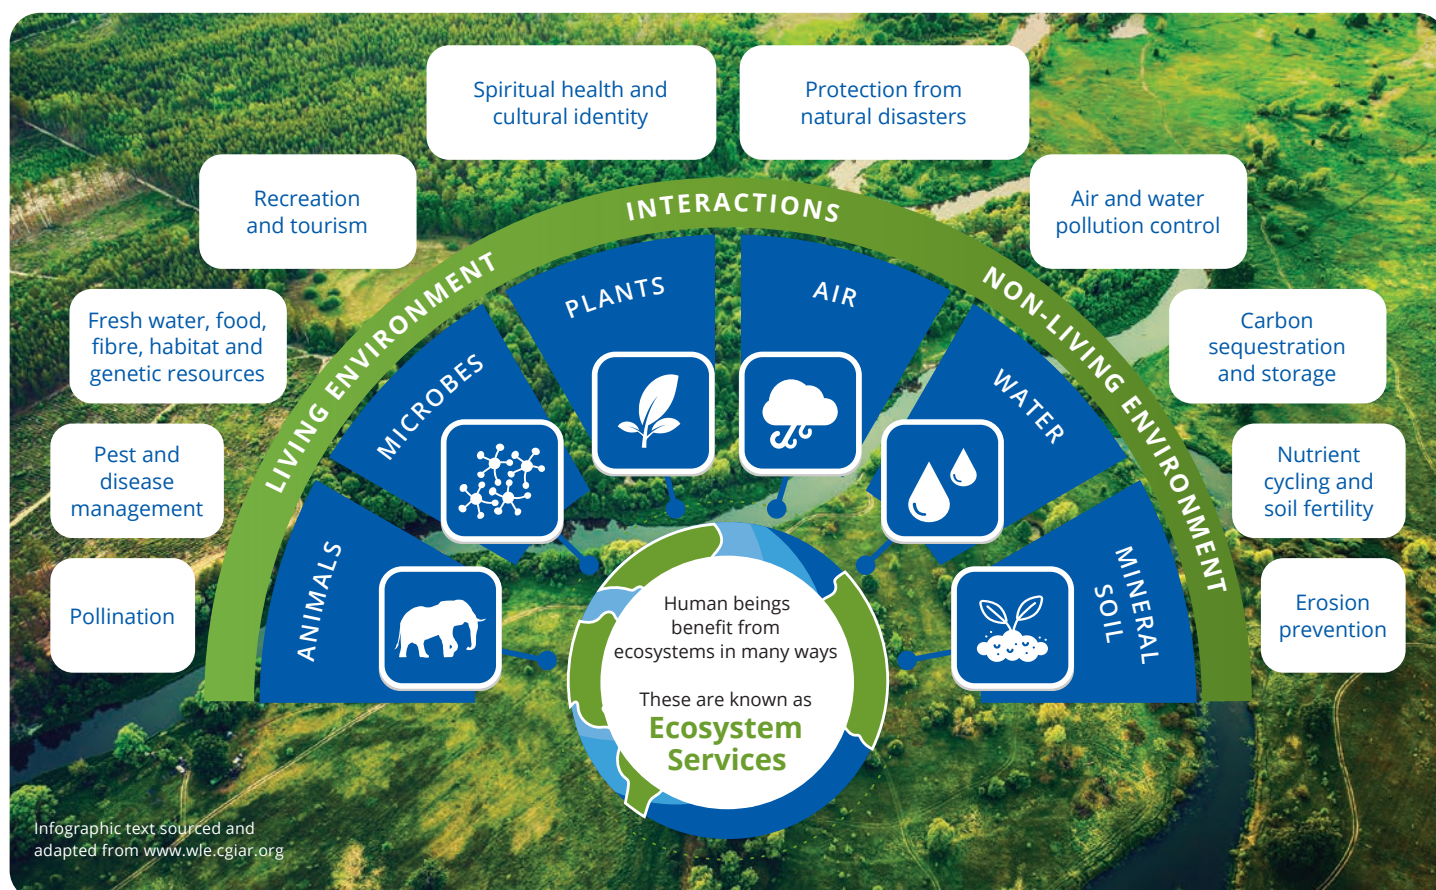 Spiritual health and
cultural identity
Protection from
natural disasters
Recreation
and tourism
Air and water
pollution control
INTERACTIONS
LIVING ENVIRONMENT
NON-LIVING ENVIRONMENT
Fresh water, food,
fibre, habitat and
genetic resources
Carbon
sequestration
and storage
Pest and
disease
management
Nutrient
cycling and
soil fertility
Pollination
Erosion
prevention
ANIMALS
MICROBES
PLANTS
AIR
WATER
MINERAL
SOIL
Human beings
benefit from
ecosystems in many ways
These are known as
Ecosystem
Services
Infographic text sourced and
adapted from www.wle.cgiar.org